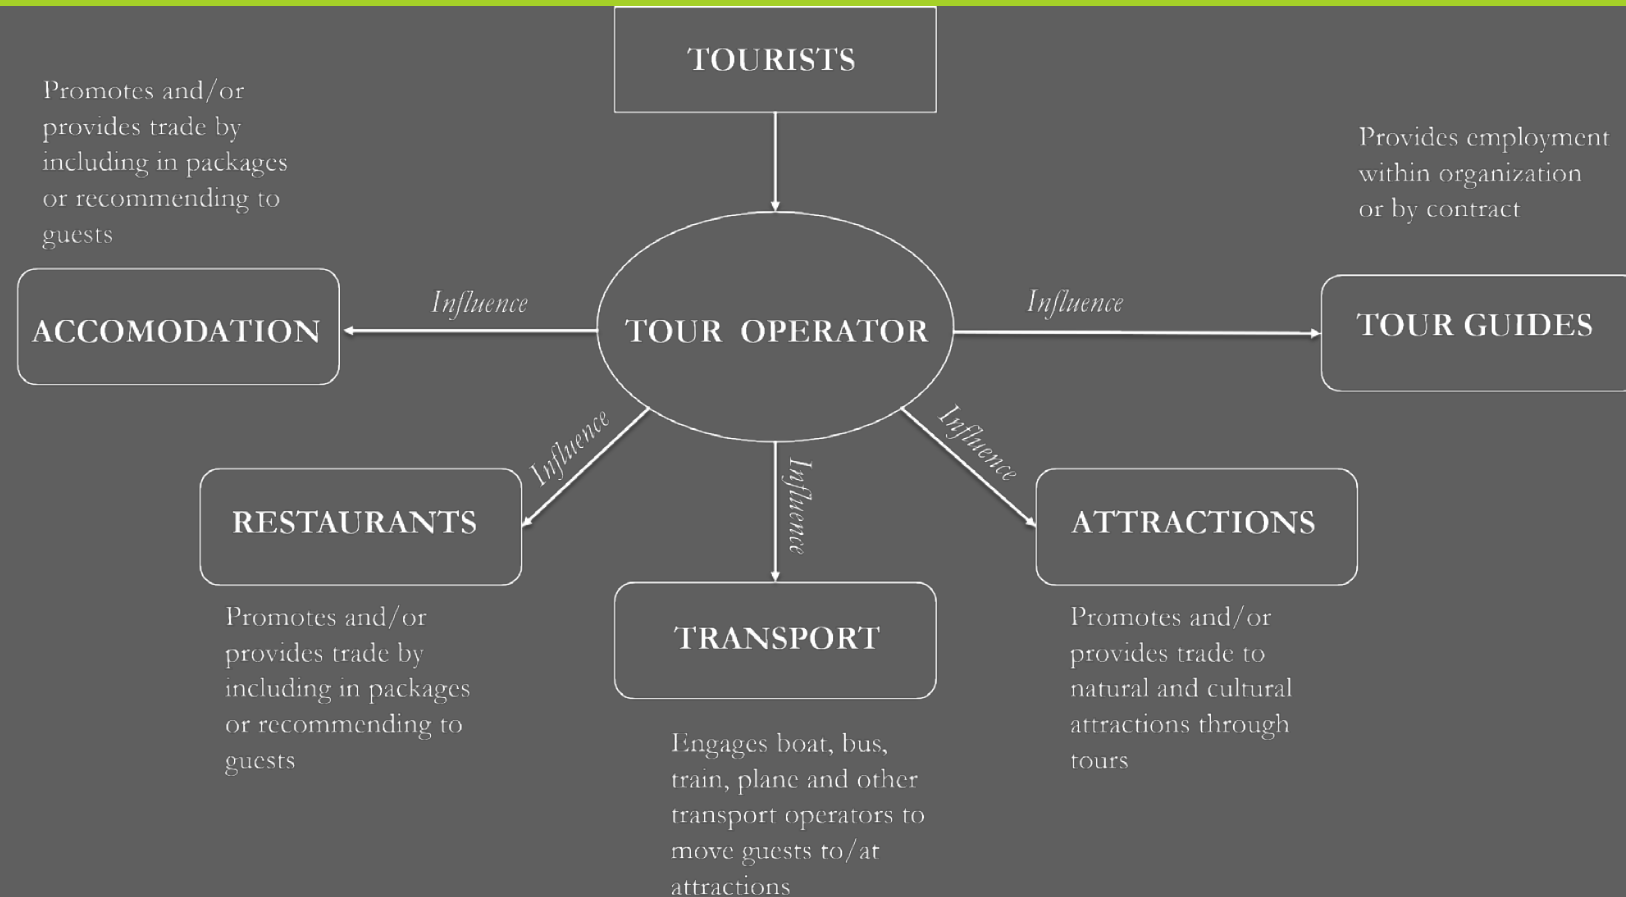 TOURISTS
Promotes and/or
provides trade by
including in packages
or recommending to
guests
Provides employment
within organization
or by contract
ACCOMODATION
Influence
TOUR OPERATOR
Influence
TOUR GUIDES
Influence
Influence
Influence
RESTAURANTS
ATTRACTIONS
Promotes and/or
provides trade by
including in packages
or recommending to
guests
TRANSPORT
Engages boat, bus,
train, plane and other
transport operators to
move guests to/at
attractions
Promotes and/or
provides trade to
natural and cultural
attractions through
tours